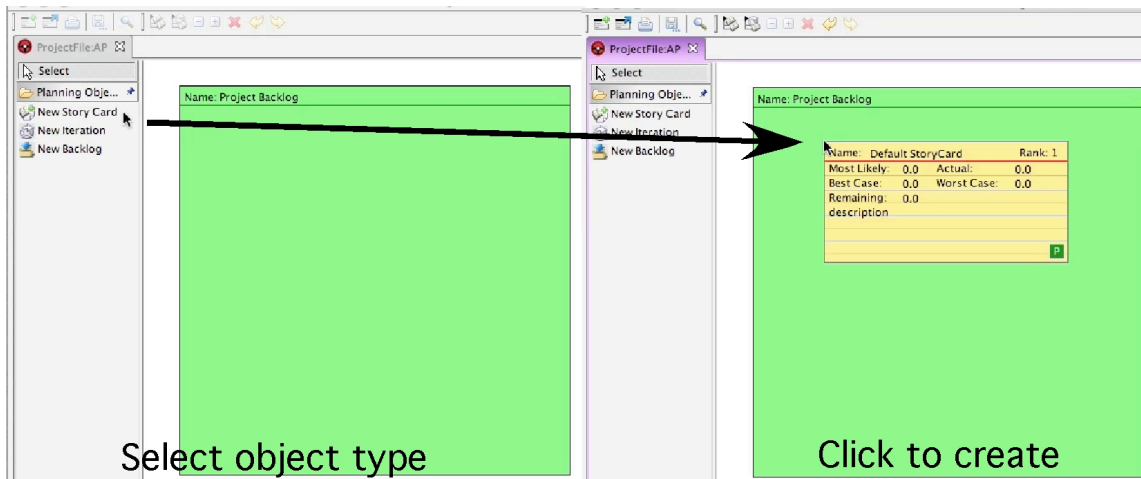 ProjectFile:AP
Select
Planning Obje...
New Story Card
New Iteration
New Backlog
Name: Project Backlog
Select object type
ProjectFile:AP
Select
Planning Obje...
New Story Card
New Iteration
New Backlog
Name: Project Backlog
Name: Default StoryCard Rank: 1
Most Likely: 0.0 Actual: 0.0
Best Case: 0.0 Worst Case: 0.0
Remaining: 0.0
description
P
Click to create